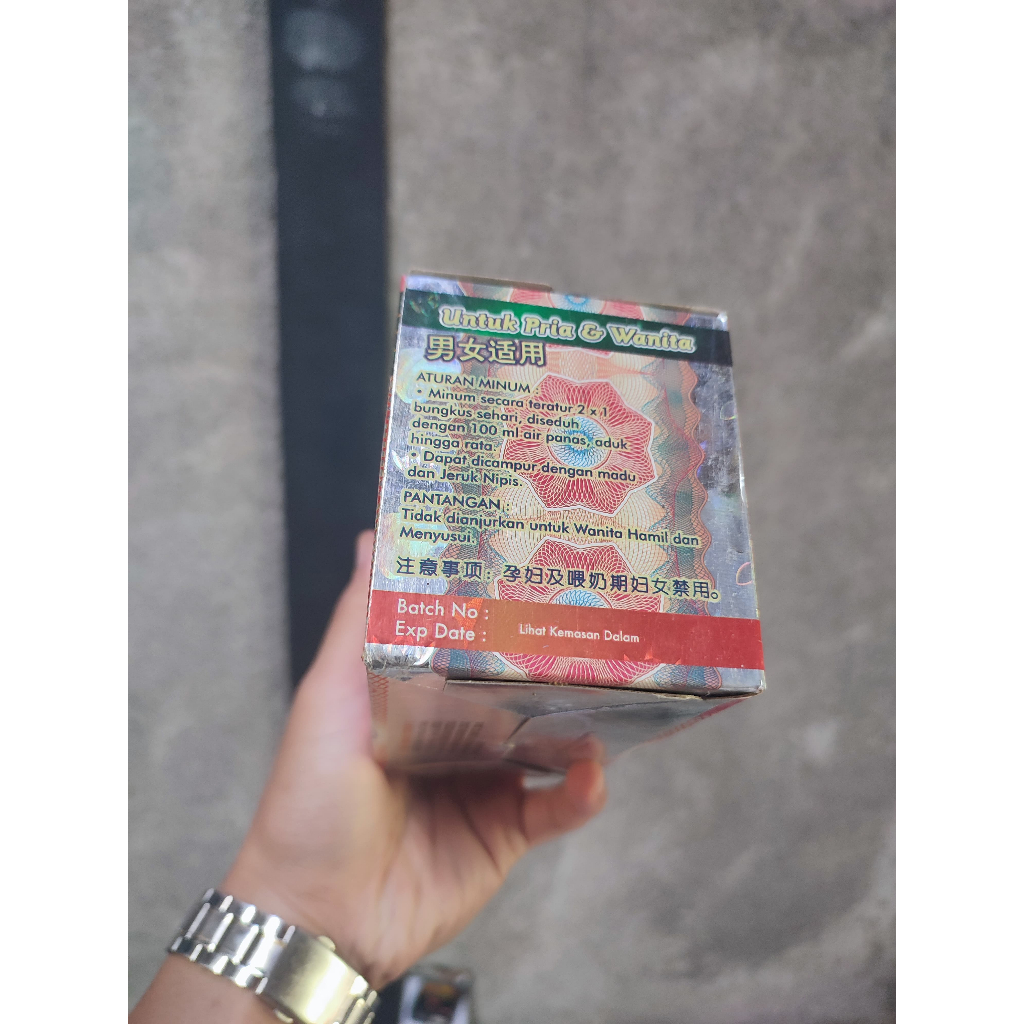 Untuk Pria & Wanita
男女适用
ATURAN MINUM :
• Minum secara teratur 2 x 1
bungkus sehari, diseduh
dengan 100 ml air panas, aduk
hingga rata.
• Dapat dicampur dengan madu
dan Jeruk Nipis.
PANTANGAN :
Tidak dianjurkan untuk Wanita Hamil dan
Menyusui.
注意事项: 孕妇及喂奶期妇女禁用。
Batch No :
Exp Date :
Lihat Kemasan Dalam